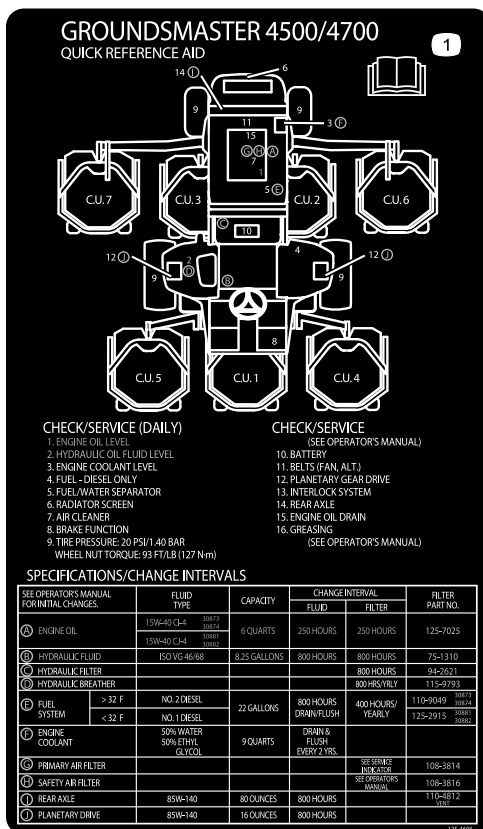 GROUNDSMASTER 4500/4700
QUICK REFERENCE AID
1
14 I
6
9
9
11
15
3 F
G H A
7
1
5 E
C.U. 7
C.U. 3
C.U. 2
C.U. 6
C
10
12 J
2
D
4
12 J
9
9
B
8
C.U. 5
C.U. 1
C.U. 4
CHECK/SERVICE (DAILY)
1. ENGINE OIL LEVEL
2. HYDRAULIC OIL FLUID LEVEL
3. ENGINE COOLANT LEVEL
4. FUEL - DIESEL ONLY
5. FUEL/WATER SEPARATOR
6. RADIATOR SCREEN
7. AIR CLEANER
8. BRAKE FUNCTION
9. TIRE PRESSURE: 20 PSI/1.40 BAR
WHEEL NUT TORQUE: 93 FT/LB (127 N·m)
CHECK/SERVICE
(SEE OPERATOR'S MANUAL)
10. BATTERY
11. BELTS (FAN, ALT.)
12. PLANETARY GEAR DRIVE
13. INTERLOCK SYSTEM
14. REAR AXLE
15. ENGINE OIL DRAIN
16. GREASING
(SEE OPERATOR'S MANUAL)
SPECIFICATIONS/CHANGE INTERVALS
SEE OPERATOR'S MANUAL FOR INITIAL CHANGES. FLUID TYPE CAPACITY CHANGE INTERVAL FLUID FILTER FILTER PART NO.
A ENGINE OIL 15W-40 CI-4 30873 30874 15W-40 CJ-4 30881 30882 6 QUARTS 250 HOURS 250 HOURS 125-7025
B HYDRAULIC FLUID ISO VG 46/68 8.25 GALLONS 800 HOURS 800 HOURS 75-1310
C HYDRAULIC FILTER 800 HOURS 94-2621
D HYDRAULIC BREATHER 800 HRS/YRLY 115-9793
E FUEL SYSTEM > 32 F NO. 2 DIESEL < 32 F NO. 1 DIESEL 22 GALLONS 800 HOURS DRAIN/FLUSH 400 HOURS/ YEARLY 110-9049 30873 30874 125-2915 30881 30882
F ENGINE COOLANT 50% WATER 50% ETHYL GLYCOL 9 QUARTS DRAIN & FLUSH EVERY 2 YRS.
G PRIMARY AIR FILTER SEE SERVICE INDICATOR 108-3814
H SAFETY AIR FILTER SEE OPERATOR'S MANUAL 108-3816
I REAR AXLE 85W-140 80 OUNCES 800 HOURS 110-4812 VENT
J PLANETARY DRIVE 85W-140 16 OUNCES 800 HOURS